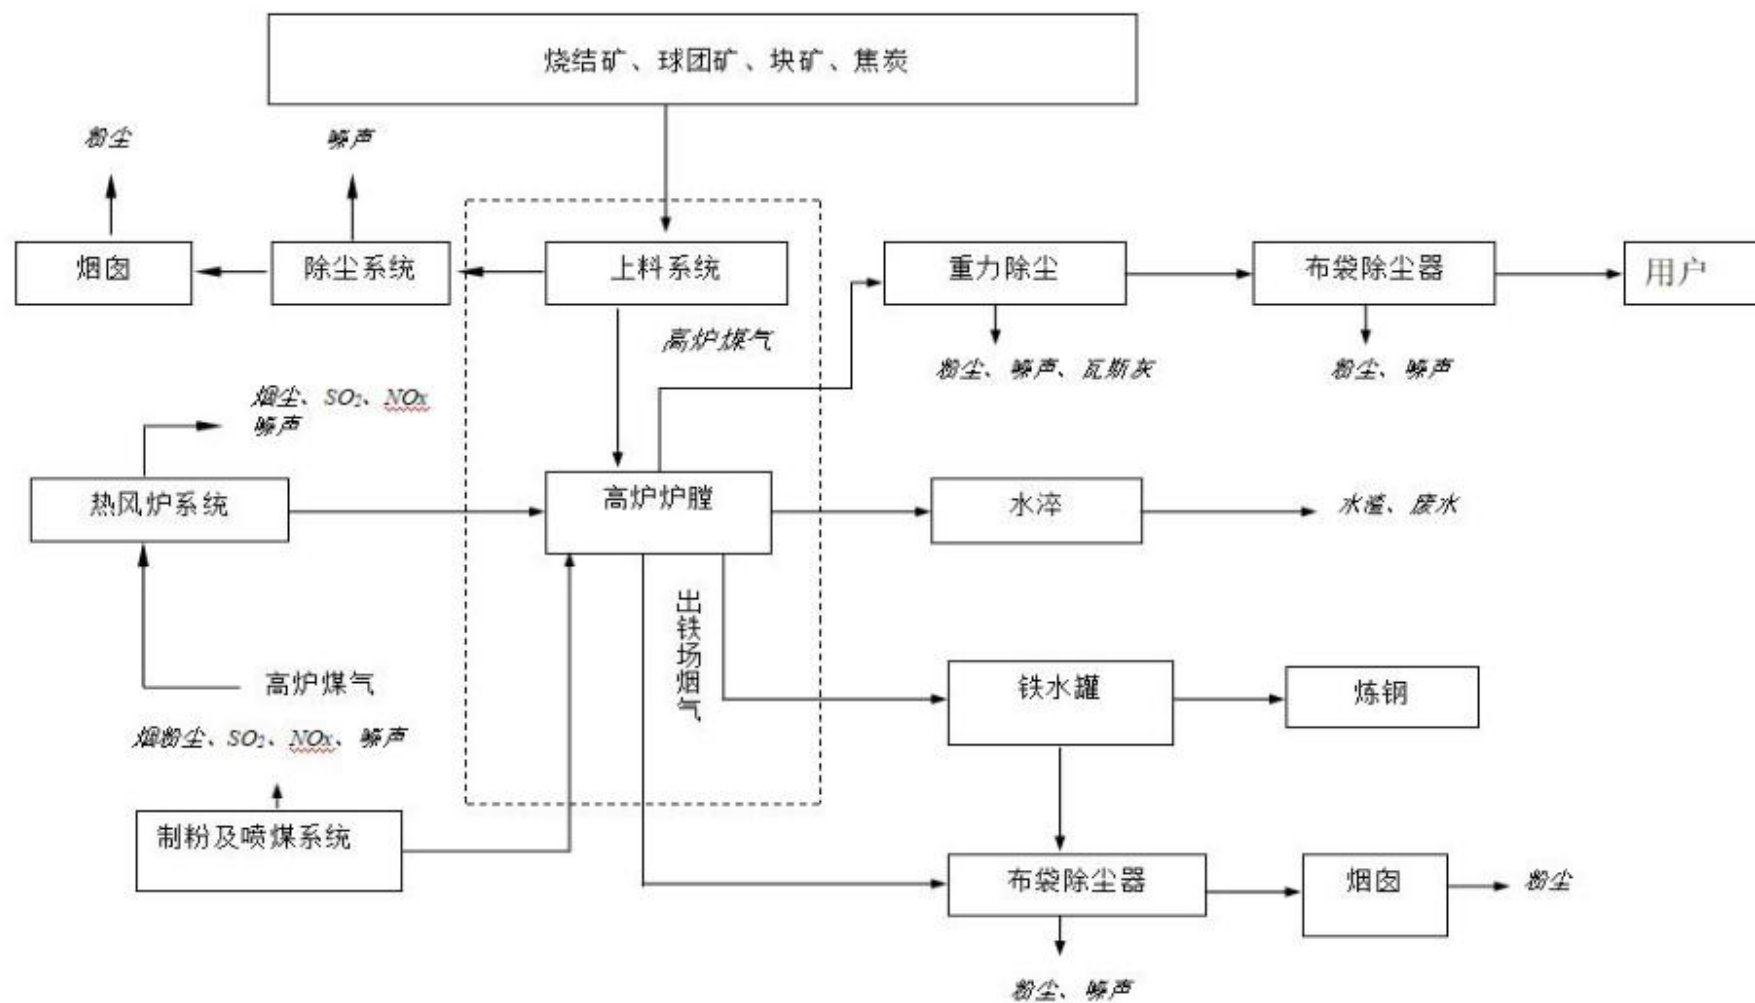 烧结矿、球团矿、块矿、焦炭
粉尘
噪声
烟囱
除尘系统
上料系统
重力除尘
布袋除尘器
用户
高炉煤气
粉尘、噪声、瓦斯灰
粉尘、噪声
烟尘、SO₂、NOx
噪声
热风炉系统
高炉炉膛
水淬
水渣、废水
出铁场烟气
高炉煤气
铁水罐
炼钢
烟粉尘、SO₂、NOx、噪声
制粉及喷煤系统
布袋除尘器
烟囱
粉尘
粉尘、噪声